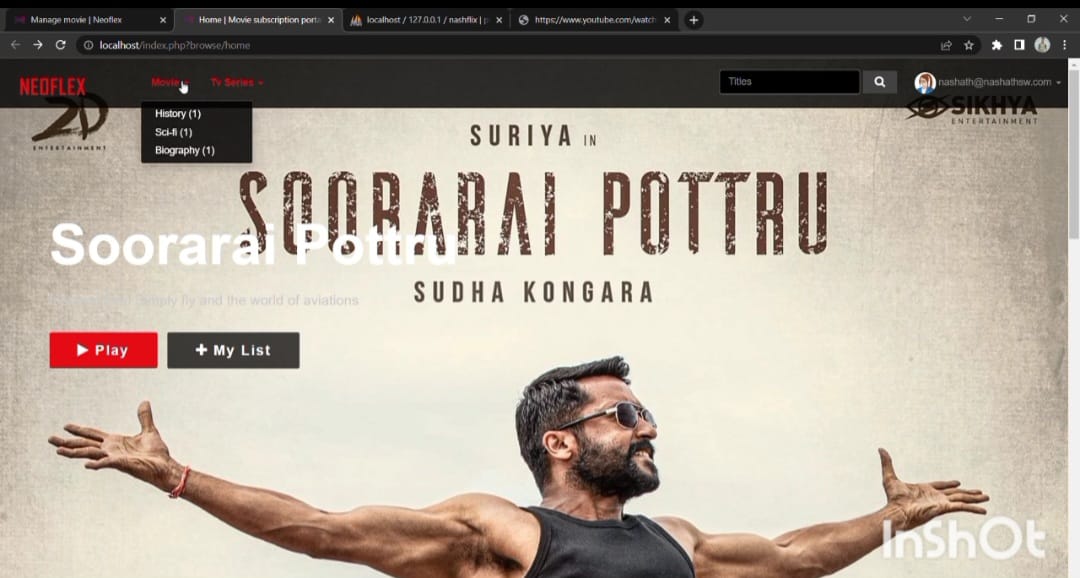 Manage movie | Neoflex
Home | Movie subscription porta
localhost / 127.0.0.1 / nashflix | p
https://www.youtube.com/watch
localhost/index.php?browse/home
NEOFLEX
Movie
Tv Series
Titles
nashath@nashathsw.com
2D
ENTERTAINMENT
History (1)
Sci-fi (1)
Biography (1)
SIKHYA
ENTERTAINMENT
SURIYA IN
SOORARAI POTTRU
Soorarai Pottru
SUDHA KONGARA
simply fly and the world of aviations
Play
My List
InShOt